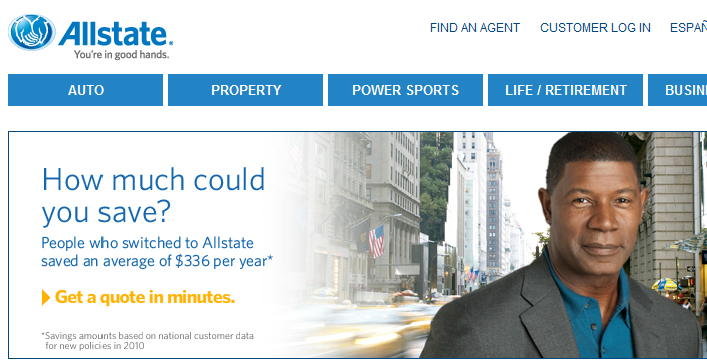 Allstate®
You're in good hands.
FIND AN AGENT CUSTOMER LOG IN ESPAÑ
AUTO PROPERTY POWER SPORTS LIFE / RETIREMENT BUSIN
How much could
you save?
People who switched to Allstate
saved an average of $336 per year*
Get a quote in minutes.
*Savings amounts based on national customer data
for new policies in 2010